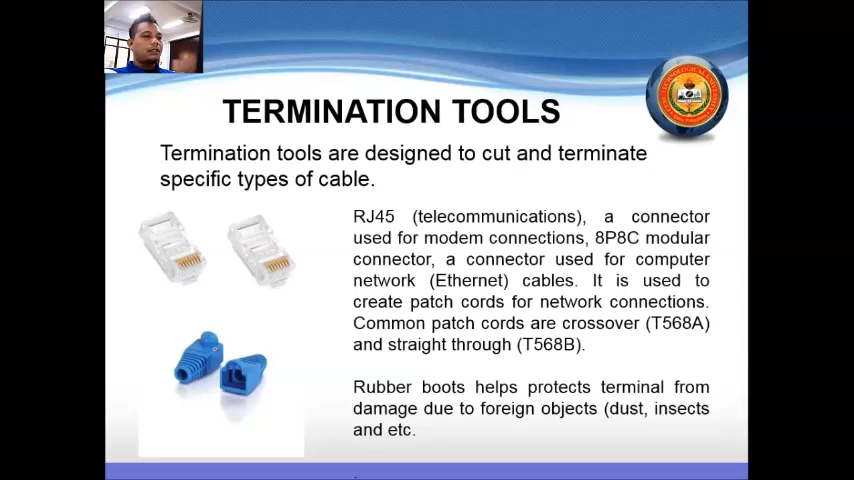 TERMINATION TOOLS
Termination tools are designed to cut and terminate
specific types of cable.
RJ45 (telecommunications), a connector
used for modem connections, 8P8C modular
connector, a connector used for computer
network (Ethernet) cables. It is used to
create patch cords for network connections.
Common patch cords are crossover (T568A)
and straight through (T568B).
Rubber boots helps protects terminal from
damage due to foreign objects (dust, insects
and etc.